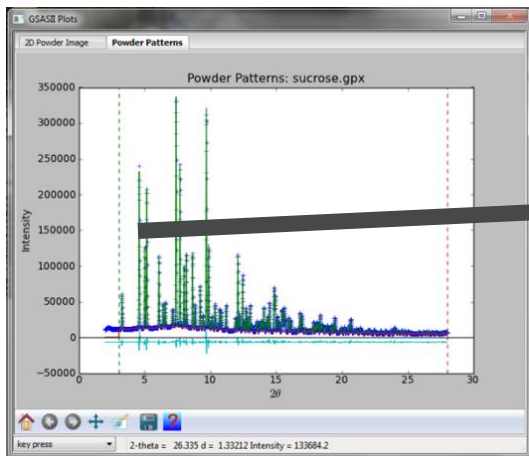 GSASII Plots
2D Powder Image Powder Patterns
Powder Patterns: sucrose.gpx
350000
300000
250000
200000
150000
100000
50000
0
−50000
Intensity
0 5 10 15 20 25 30
2θ
key press 2-theta = 26.335 d = 1.33212 Intensity = 133684.2